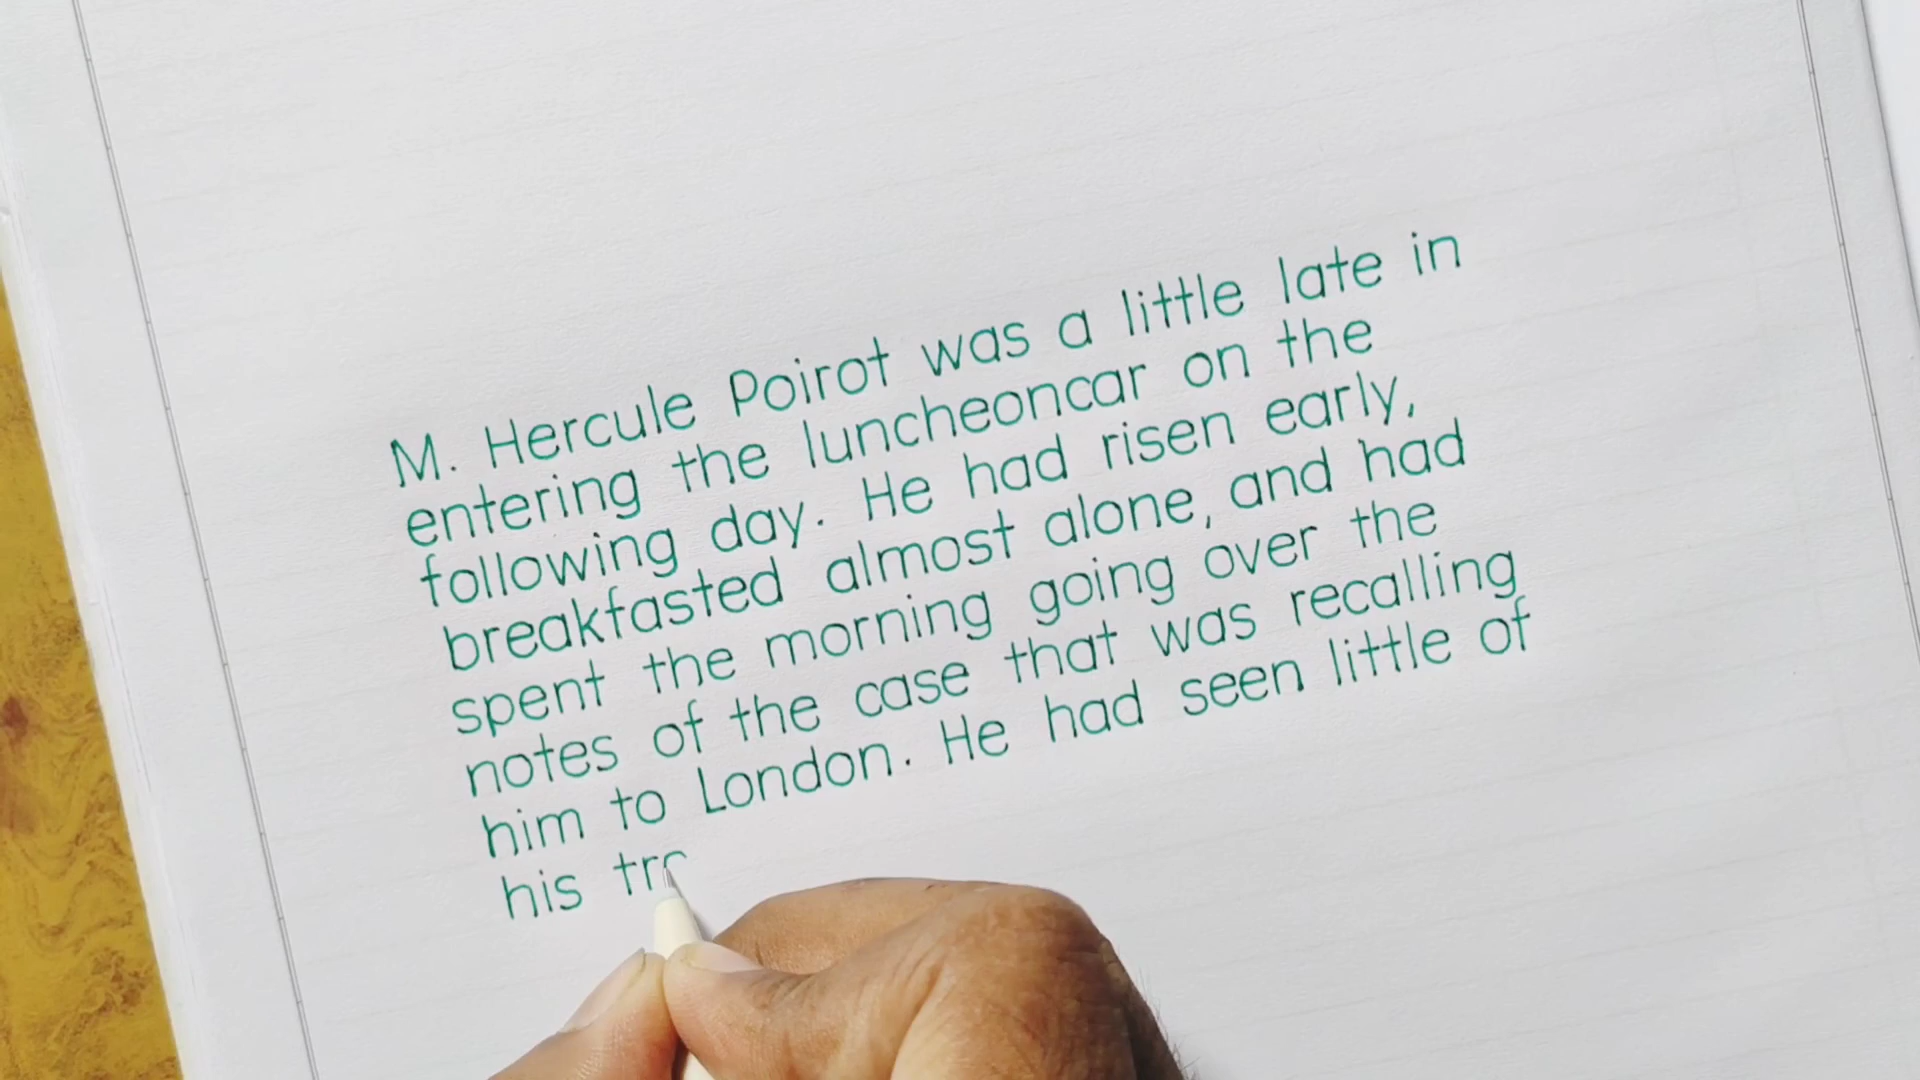 M. Hercule Poirot was a little late in
entering the luncheoncar on the
following day. He had risen early,
breakfasted almost alone, and had
spent the morning going over the
notes of the case that was recalling
him to London. He had seen little of
his